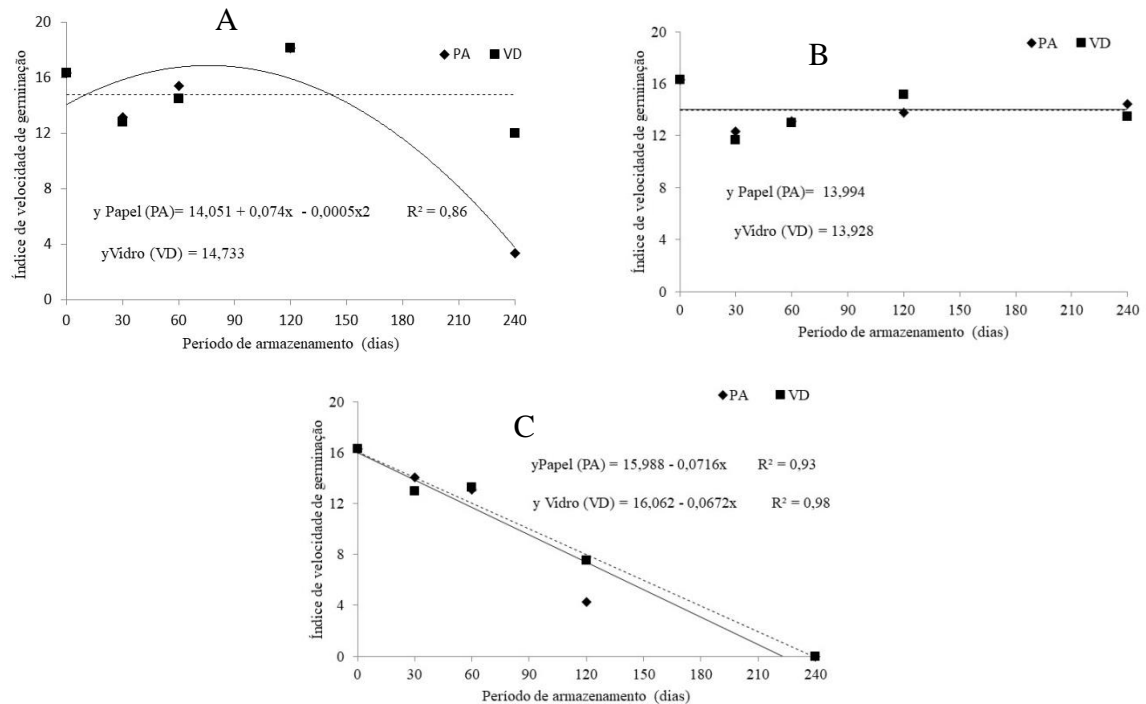 A
PA VD
Índice de velocidade de germinação
20
16
12
8
4
0
y Papel (PA)= 14,051 + 0,074x - 0,0005x2 R² = 0,86
yVidro (VD) = 14,733
0 30 60 90 120 150 180 210 240
Período de armazenamento (dias)
B
PA VD
Índice de velocidade de germinação
20
16
12
8
4
0
y Papel (PA)= 13,994
yVidro (VD) = 13,928
0 30 60 90 120 150 180 210 240
Período de armazenamento (dias)
C
PA VD
Índice de velocidade de germinação
20
16
12
8
4
0
yPapel (PA) = 15,988 - 0,0716x R² = 0,93
y Vidro (VD) = 16,062 - 0,0672x R² = 0,98
0 30 60 90 120 150 180 210 240
Período de armazenamento (dias)